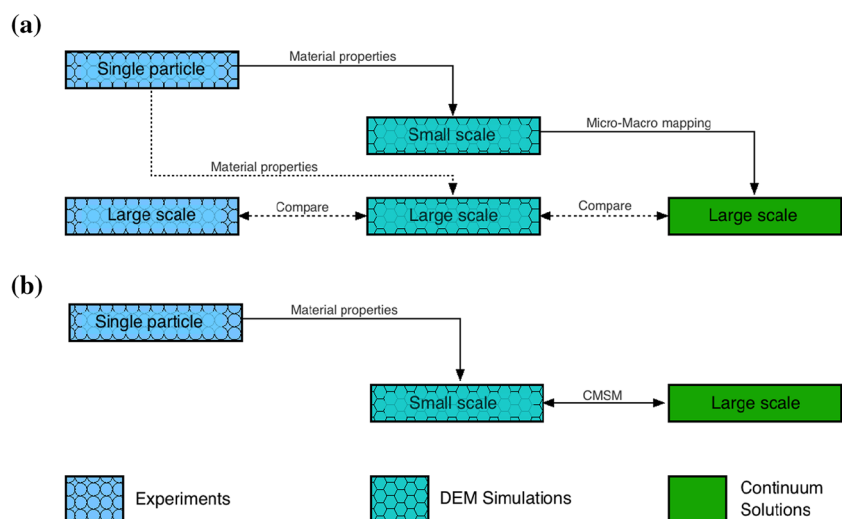 (a)
Single particle
Material properties
Small scale
Micro-Macro mapping
Material properties
Large scale
Compare
Large scale
Compare
Large scale
(b)
Single particle
Material properties
Small scale
CMSM
Large scale
Experiments
DEM Simulations
Continuum
Solutions